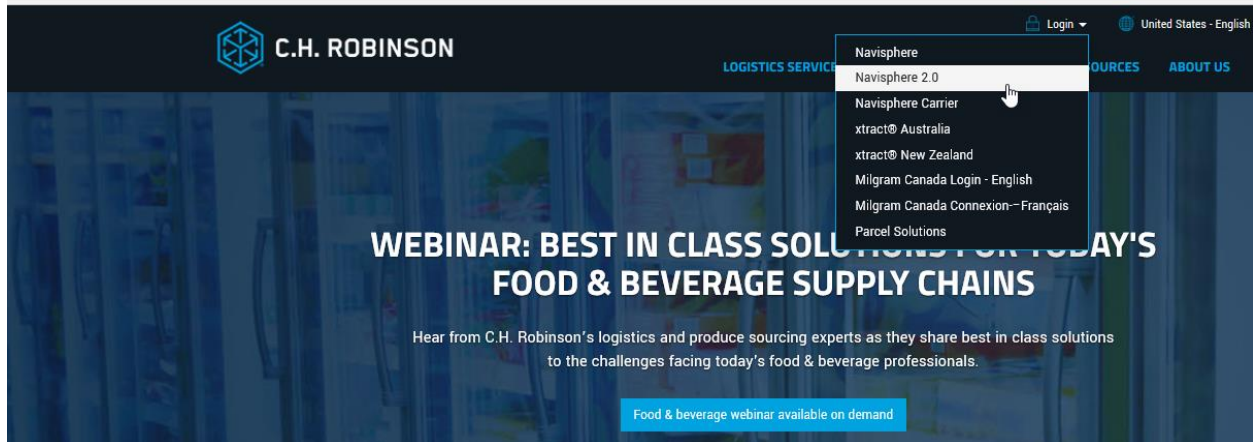 C.H. ROBINSON
Login
United States - English
LOGISTICS SERVICE
OURCES
ABOUT US
Navisphere
Navisphere 2.0
Navisphere Carrier
xtract® Australia
xtract® New Zealand
Milgram Canada Login - English
Milgram Canada Connexion-–Français
Parcel Solutions
WEBINAR: BEST IN CLASS SOLUTIONS FOR TODAY'S
FOOD & BEVERAGE SUPPLY CHAINS
Hear from C.H. Robinson's logistics and produce sourcing experts as they share best in class solutions
to the challenges facing today's food & beverage professionals.
Food & beverage webinar available on demand